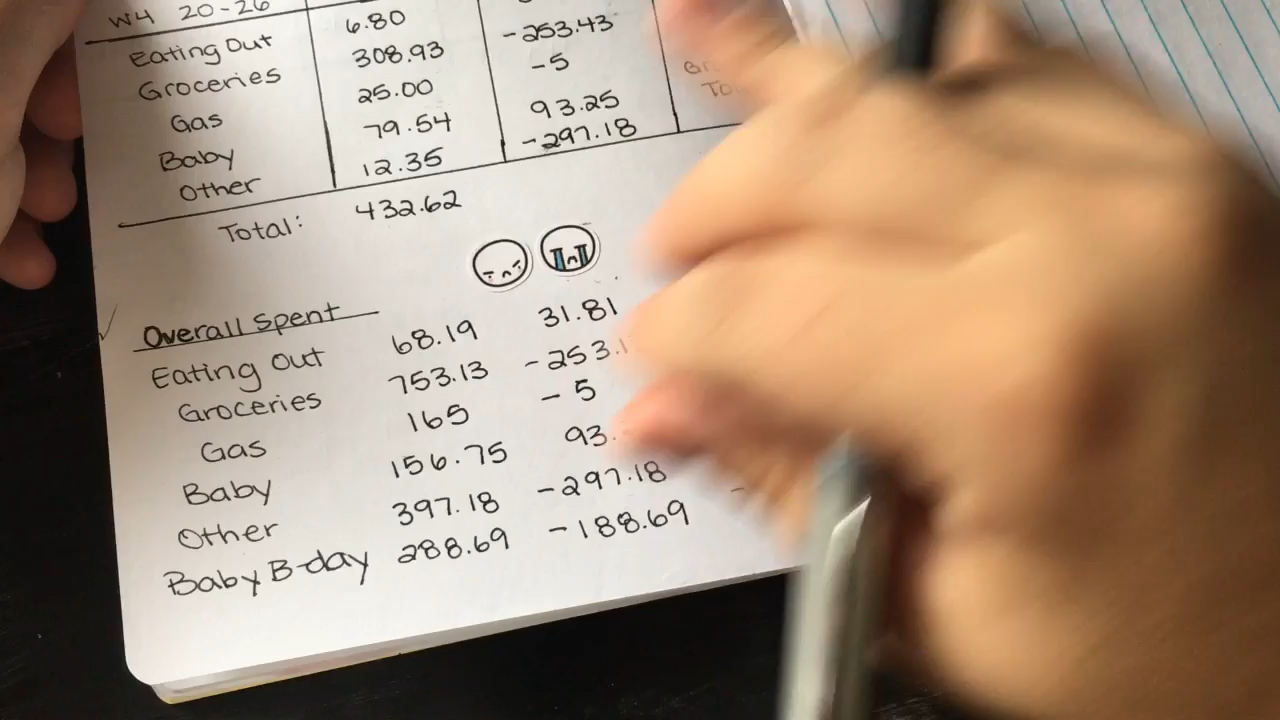 W4 20-26
Eating Out 6.80 -253.43
Groceries 308.93 -5
Gas 25.00 93.25
Baby 79.54 -297.18
Other 12.35
Total: 432.62
Overall Spent
Eating Out 68.19 31.81
Groceries 753.13 -253.1
Gas 165 -5
Baby 156.75 93.
Other 397.18 -297.18
Baby B-day 288.69 -188.69